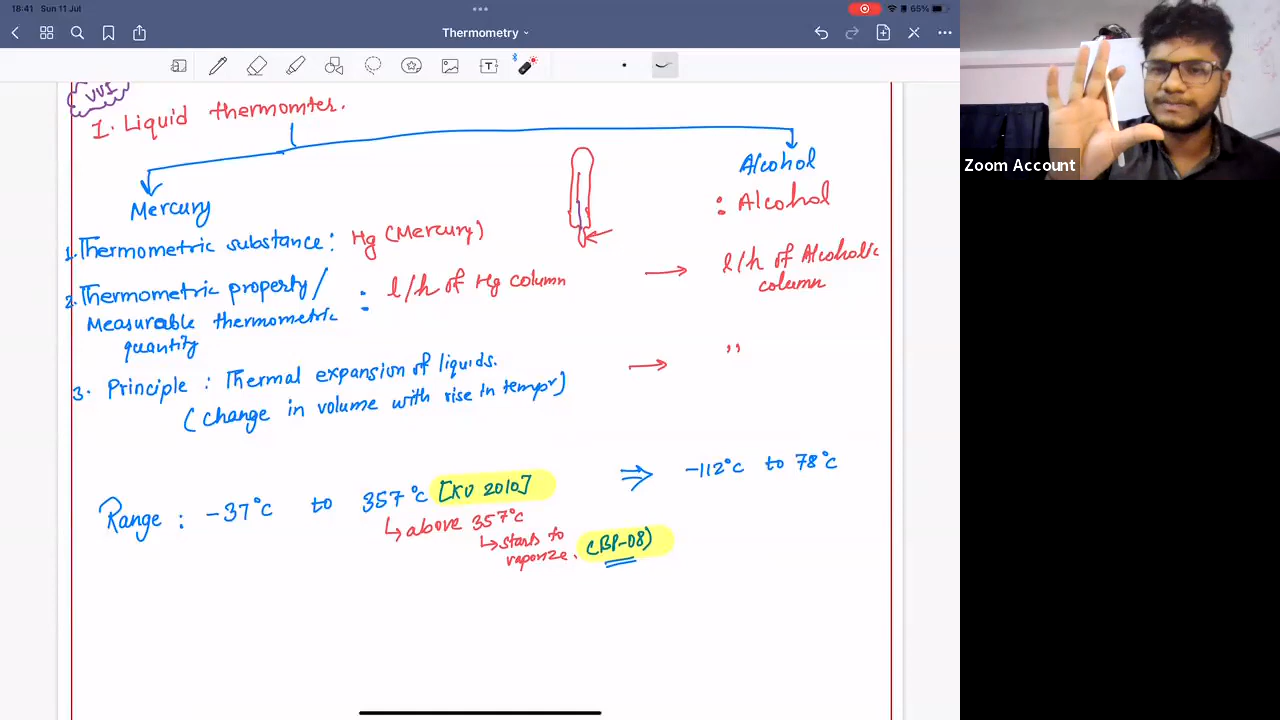 18:41 Sun 11 Jul
65%
Thermometry
T
VVI
1. Liquid thermomter.
Mercury
Alcohol
: Alcohol
1. Thermometric substance: Hg (Mercury)
2. Thermometric property/
Measurable thermometric
quantity
: l/h of Hg column → l/h of Alcoholic
column
3. Principle : Thermal expansion of liquids. → ,,
(change in volume with rise in tempr)
Range : -37°C to 357°C [KU 2010] ⇒ -112°C to 78°C
↳ above 357°C
↳ starts to
vaporize. (BP-08)
Zoom Account